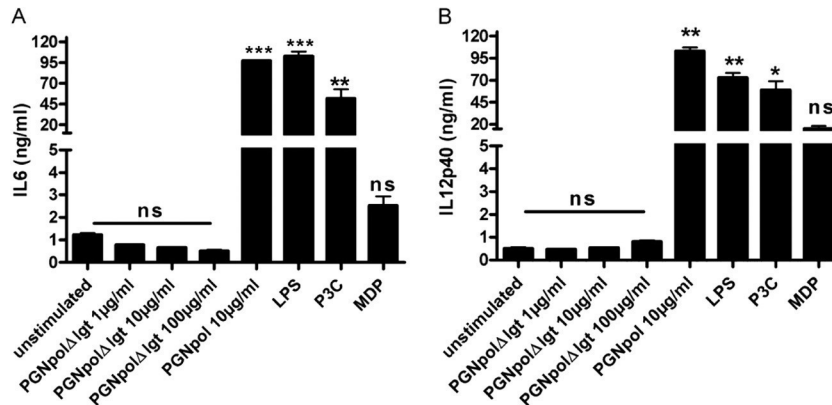 A
IL6 (ng/ml)
120
95
70
45
20
5
4
3
2
1
0
ns
***
***
**
ns
unstimulated
PGNpolΔlgt 1µg/ml
PGNpolΔlgt 10µg/ml
PGNpolΔlgt 100µg/ml
PGNpol 10µg/ml
LPS
P3C
MDP
B
IL12p40 (ng/ml)
120
95
70
45
20
5
4
3
2
1
0
ns
**
**
*
ns
unstimulated
PGNpolΔlgt 1µg/ml
PGNpolΔlgt 10µg/ml
PGNpolΔlgt 100µg/ml
PGNpol 10µg/ml
LPS
P3C
MDP